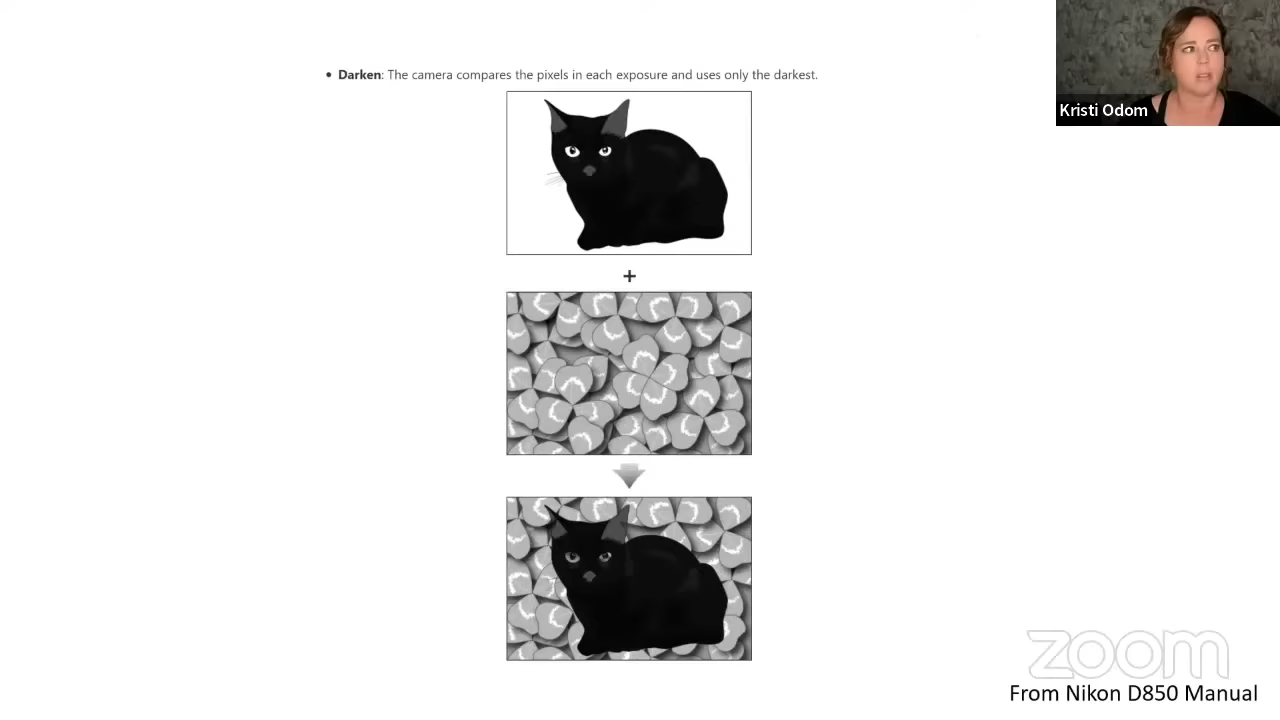 • Darken: The camera compares the pixels in each exposure and uses only the darkest.
Kristi Odom
+
zoom
From Nikon D850 Manual